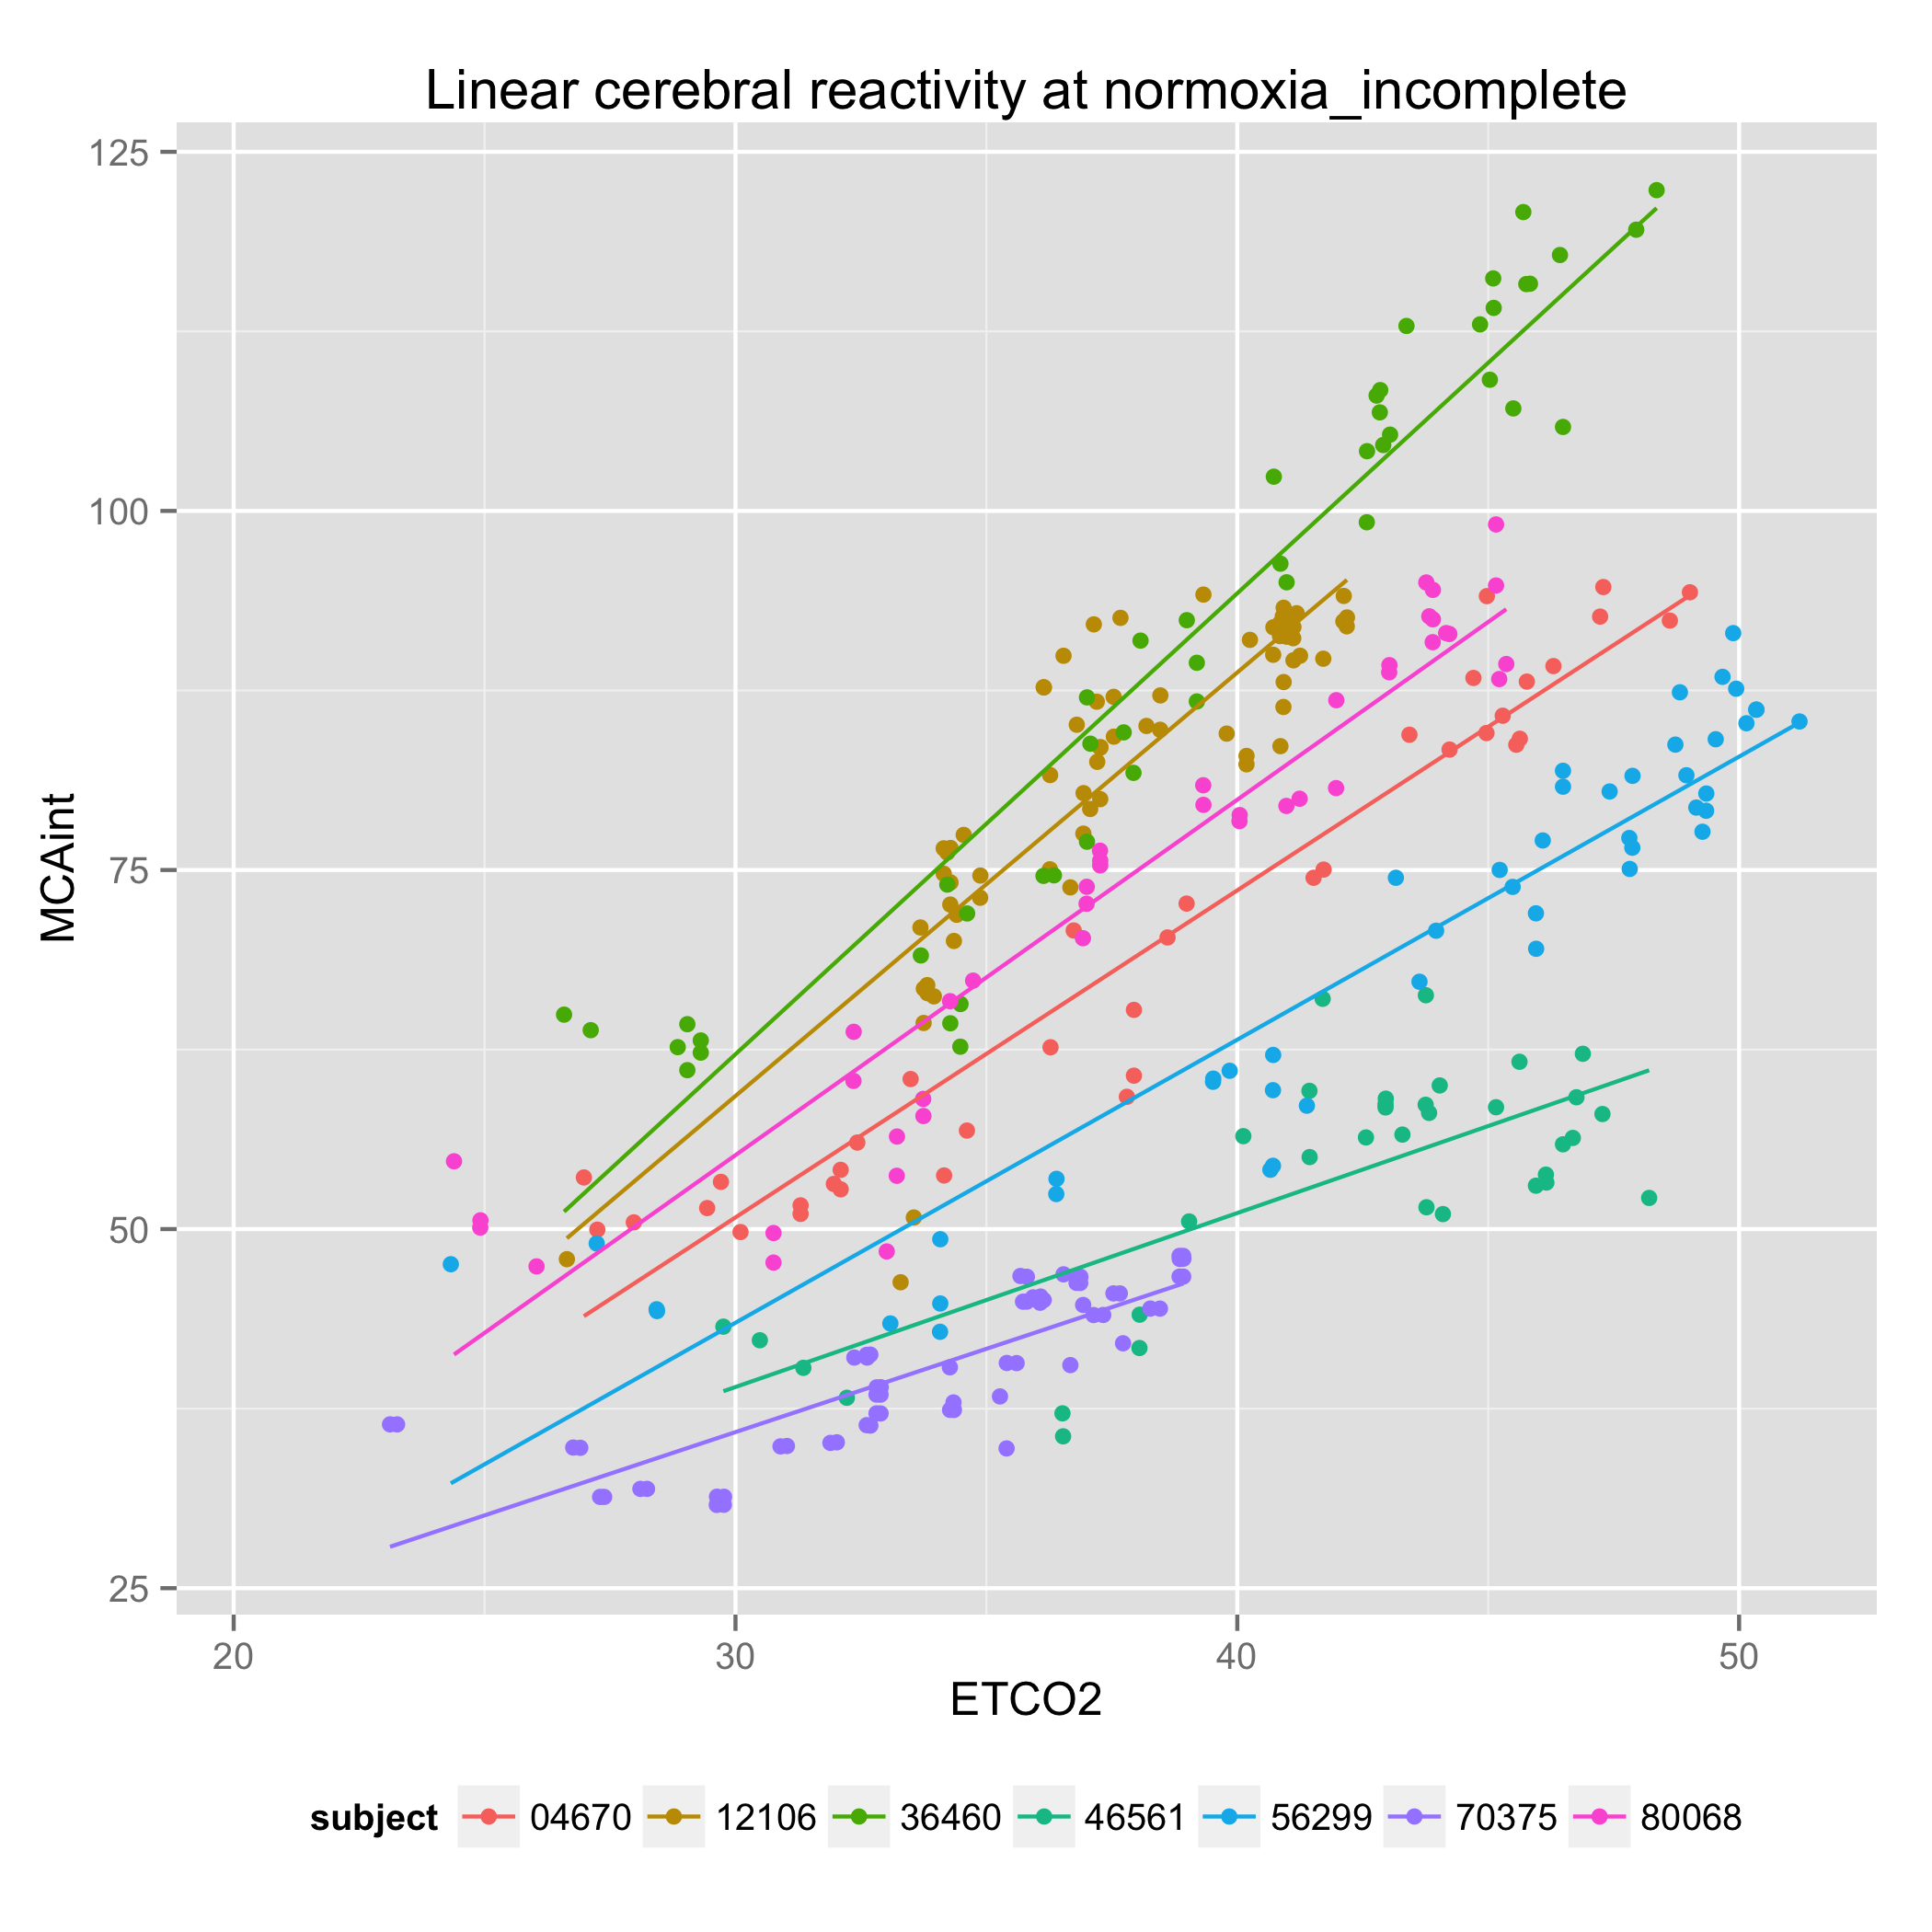 Linear cerebral reactivity at normoxia_incomplete
125
100
75
50
25
MCAint
20 30 40 50
ETCO2
subject 04670 12106 36460 46561 56299 70375 80068